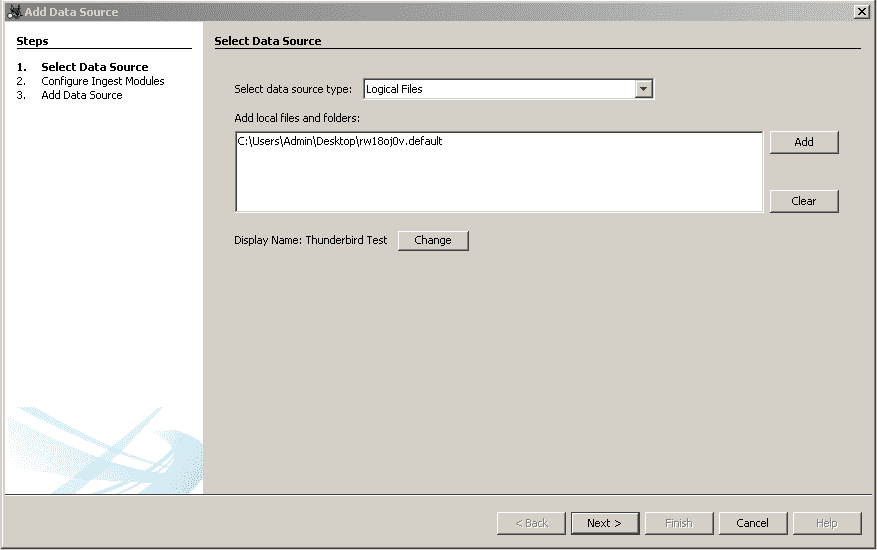 Add Data Source
Steps
1. Select Data Source
2. Configure Ingest Modules
3. Add Data Source
Select Data Source
Select data source type: Logical Files
Add local files and folders:
C:\Users\Admin\Desktop\rw18oj0v.default
Add
Clear
Display Name: Thunderbird Test Change
< Back Next > Finish Cancel Help